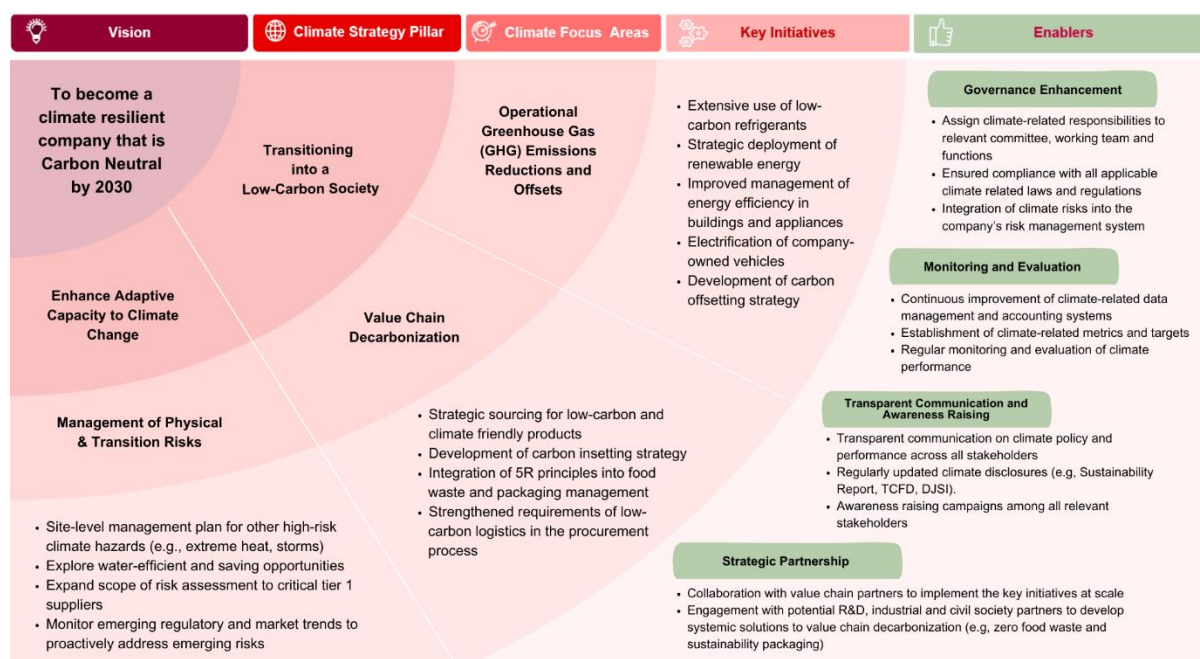 Vision
Climate Strategy Pillar
Climate Focus Areas
Key Initiatives
Enablers
To become a
climate resilient
company that is
Carbon Neutral
by 2030
Transitioning
into a
Low-Carbon Society
Enhance Adaptive
Capacity to Climate
Change
Operational
Greenhouse Gas
(GHG) Emissions
Reductions and
Offsets
Value Chain
Decarbonization
Management of Physical
& Transition Risks
• Extensive use of low-
carbon refrigerants
• Strategic deployment of
renewable energy
• Improved management of
energy efficiency in
buildings and appliances
• Electrification of company-
owned vehicles
• Development of carbon
offsetting strategy
• Strategic sourcing for low-carbon and
climate friendly products
• Development of carbon insetting strategy
• Integration of 5R principles into food
waste and packaging management
• Strengthened requirements of low-
carbon logistics in the procurement
process
• Site-level management plan for other high-risk
climate hazards (e.g., extreme heat, storms)
• Explore water-efficient and saving opportunities
• Expand scope of risk assessment to critical tier 1
suppliers
• Monitor emerging regulatory and market trends to
proactively address emerging risks
Governance Enhancement
• Assign climate-related responsibilities to
relevant committee, working team and
functions
• Ensured compliance with all applicable
climate related laws and regulations
• Integration of climate risks into the
company's risk management system
Monitoring and Evaluation
• Continuous improvement of climate-related data
management and accounting systems
• Establishment of climate-related metrics and targets
• Regular monitoring and evaluation of climate
performance
Transparent Communication and
Awareness Raising
• Transparent communication on climate policy and
performance across all stakeholders
• Regularly updated climate disclosures (e.g, Sustainability
Report, TCFD, DJSI).
• Awareness raising campaigns among all relevant
stakeholders
Strategic Partnership
• Collaboration with value chain partners to implement the key initiatives at scale
• Engagement with potential R&D, industrial and civil society partners to develop
systemic solutions to value chain decarbonization (e.g, zero food waste and
sustainability packaging)